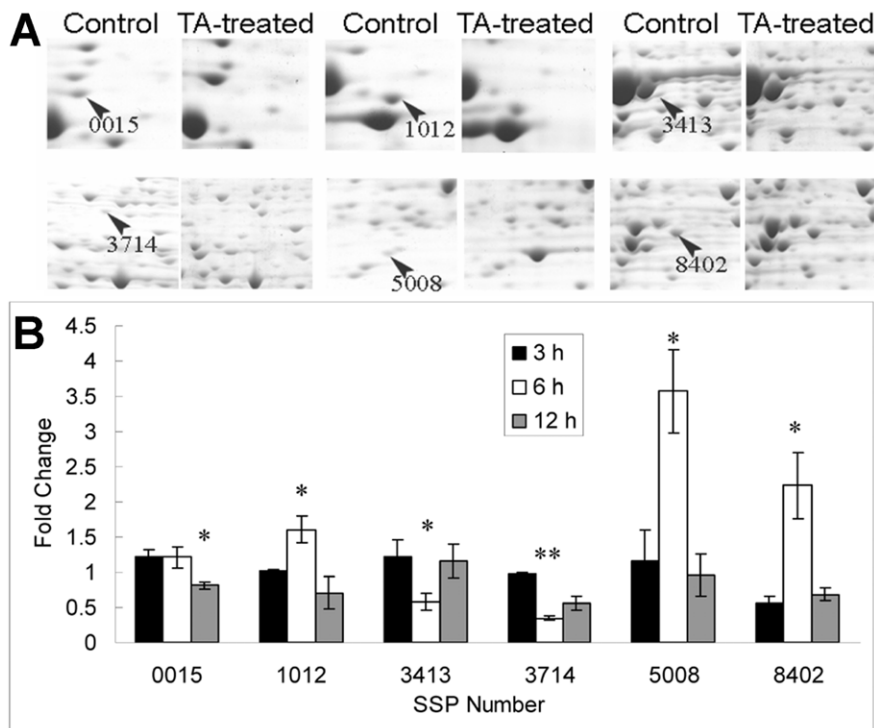 A Control TA-treated Control TA-treated Control TA-treated
0015 1012 3413
3714 5008 8402
B
4.5
4
3.5
3
2.5
2
1.5
1
0.5
0
Fold Change
3 h
6 h
12 h
* * * ** * *
0015 1012 3413 3714 5008 8402
SSP Number